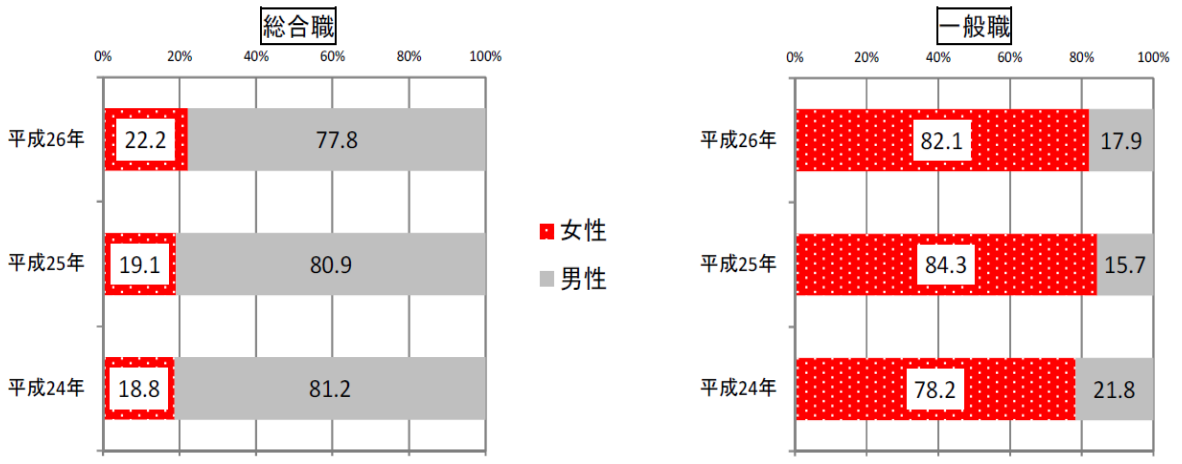 総合職
0% 20% 40% 60% 80% 100%
平成26年 22.2 77.8
平成25年 19.1 80.9
平成24年 18.8 81.2
女性
男性
一般職
0% 20% 40% 60% 80% 100%
平成26年 82.1 17.9
平成25年 84.3 15.7
平成24年 78.2 21.8